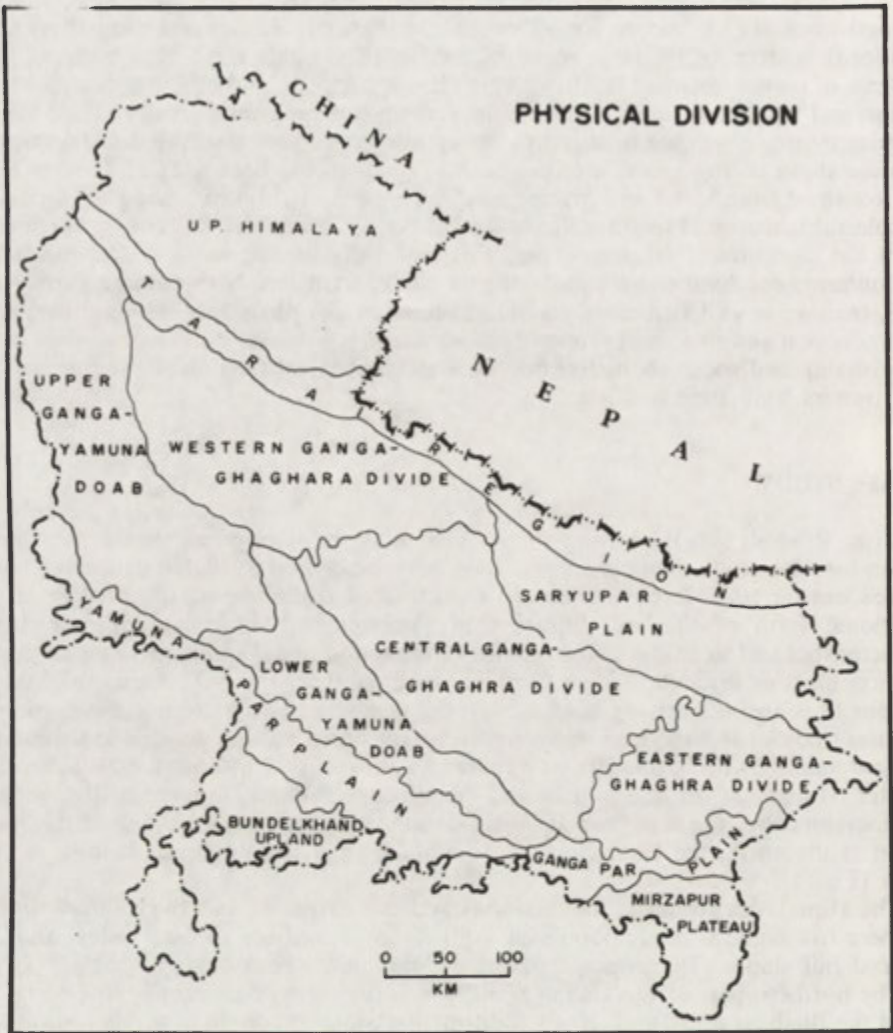 PHYSICAL DIVISION
CHINA
U.P. HIMALAYA
NEPAL
ARAI REGION
UPPER
GANGA-
YAMUNA
DOAB
WESTERN GANGA-
GHAGHARA DIVIDE
SARYUPAR
PLAIN
CENTRAL GANGA-
GHAGHRA DIVIDE
YAMUNA PAR PLAIN
LOWER
GANGA-
YAMUNA
DOAB
EASTERN GANGA-
GHAGHRA DIVIDE
BUNDELKHAND
UPLAND
GANGA PAR PLAIN
MIRZAPUR
PLATEAU
0 50 100
KM